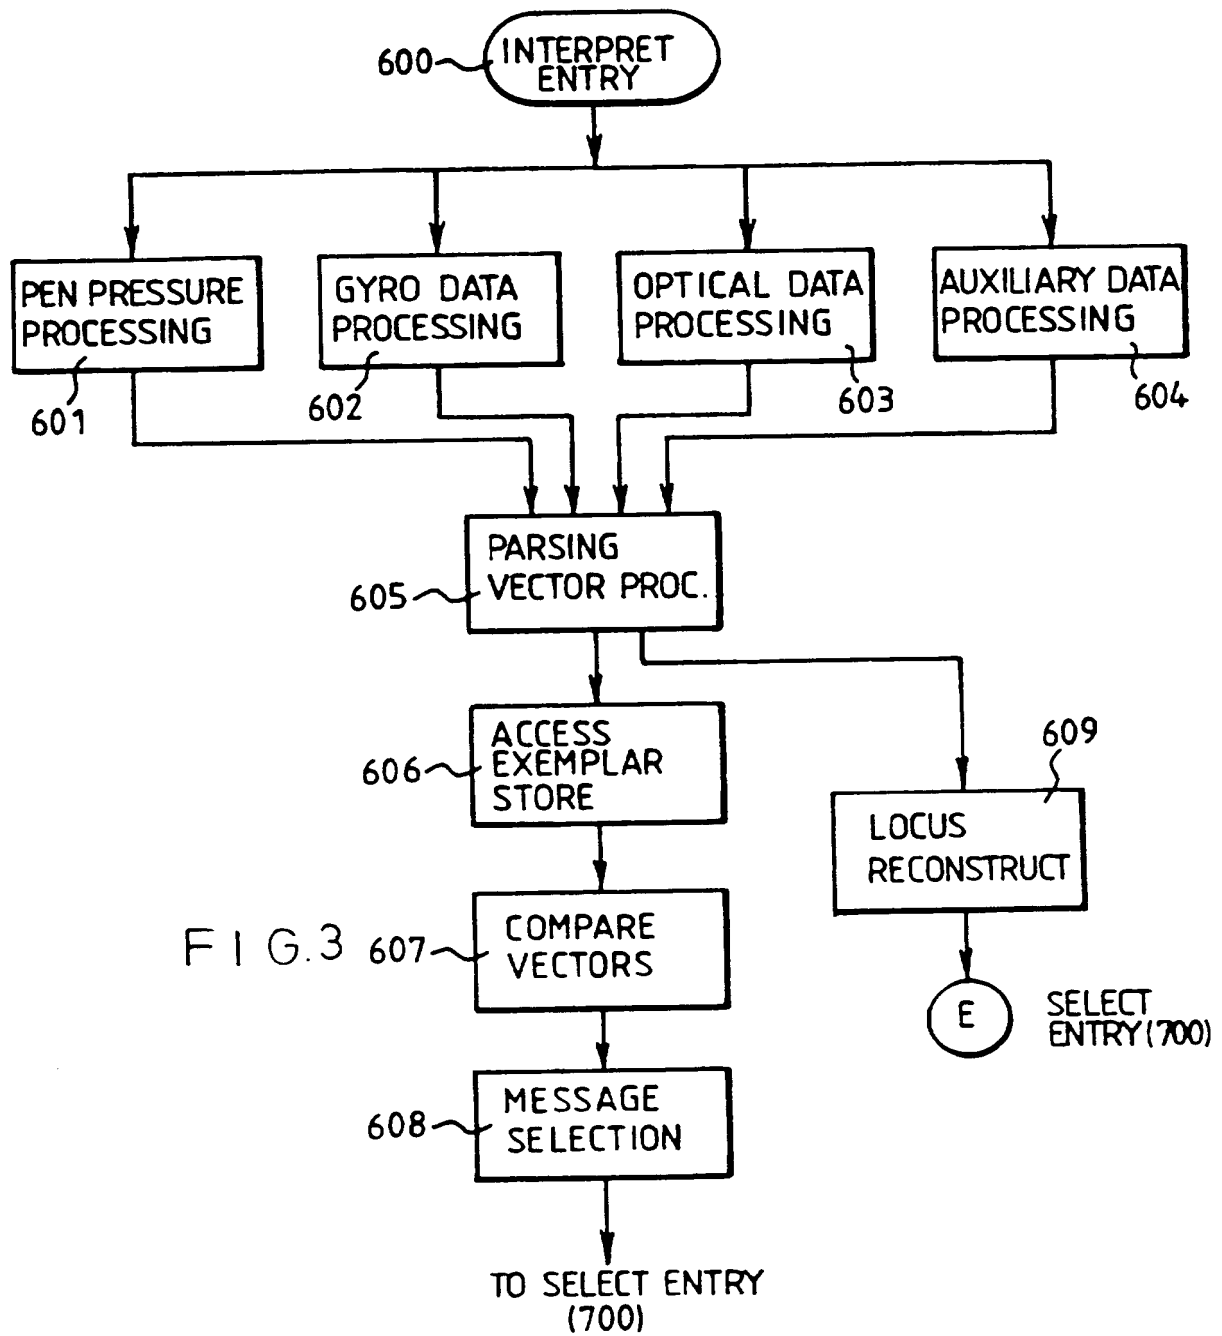 600
INTERPRET
ENTRY
PEN PRESSURE
PROCESSING
601
GYRO DATA
PROCESSING
602
OPTICAL DATA
PROCESSING
603
AUXILIARY DATA
PROCESSING
604
605
PARSING
VECTOR PROC.
606
ACCESS
EXEMPLAR
STORE
609
LOCUS
RECONSTRUCT
FIG.3
607
COMPARE
VECTORS
E
SELECT
ENTRY(700)
608
MESSAGE
SELECTION
TO SELECT ENTRY
(700)